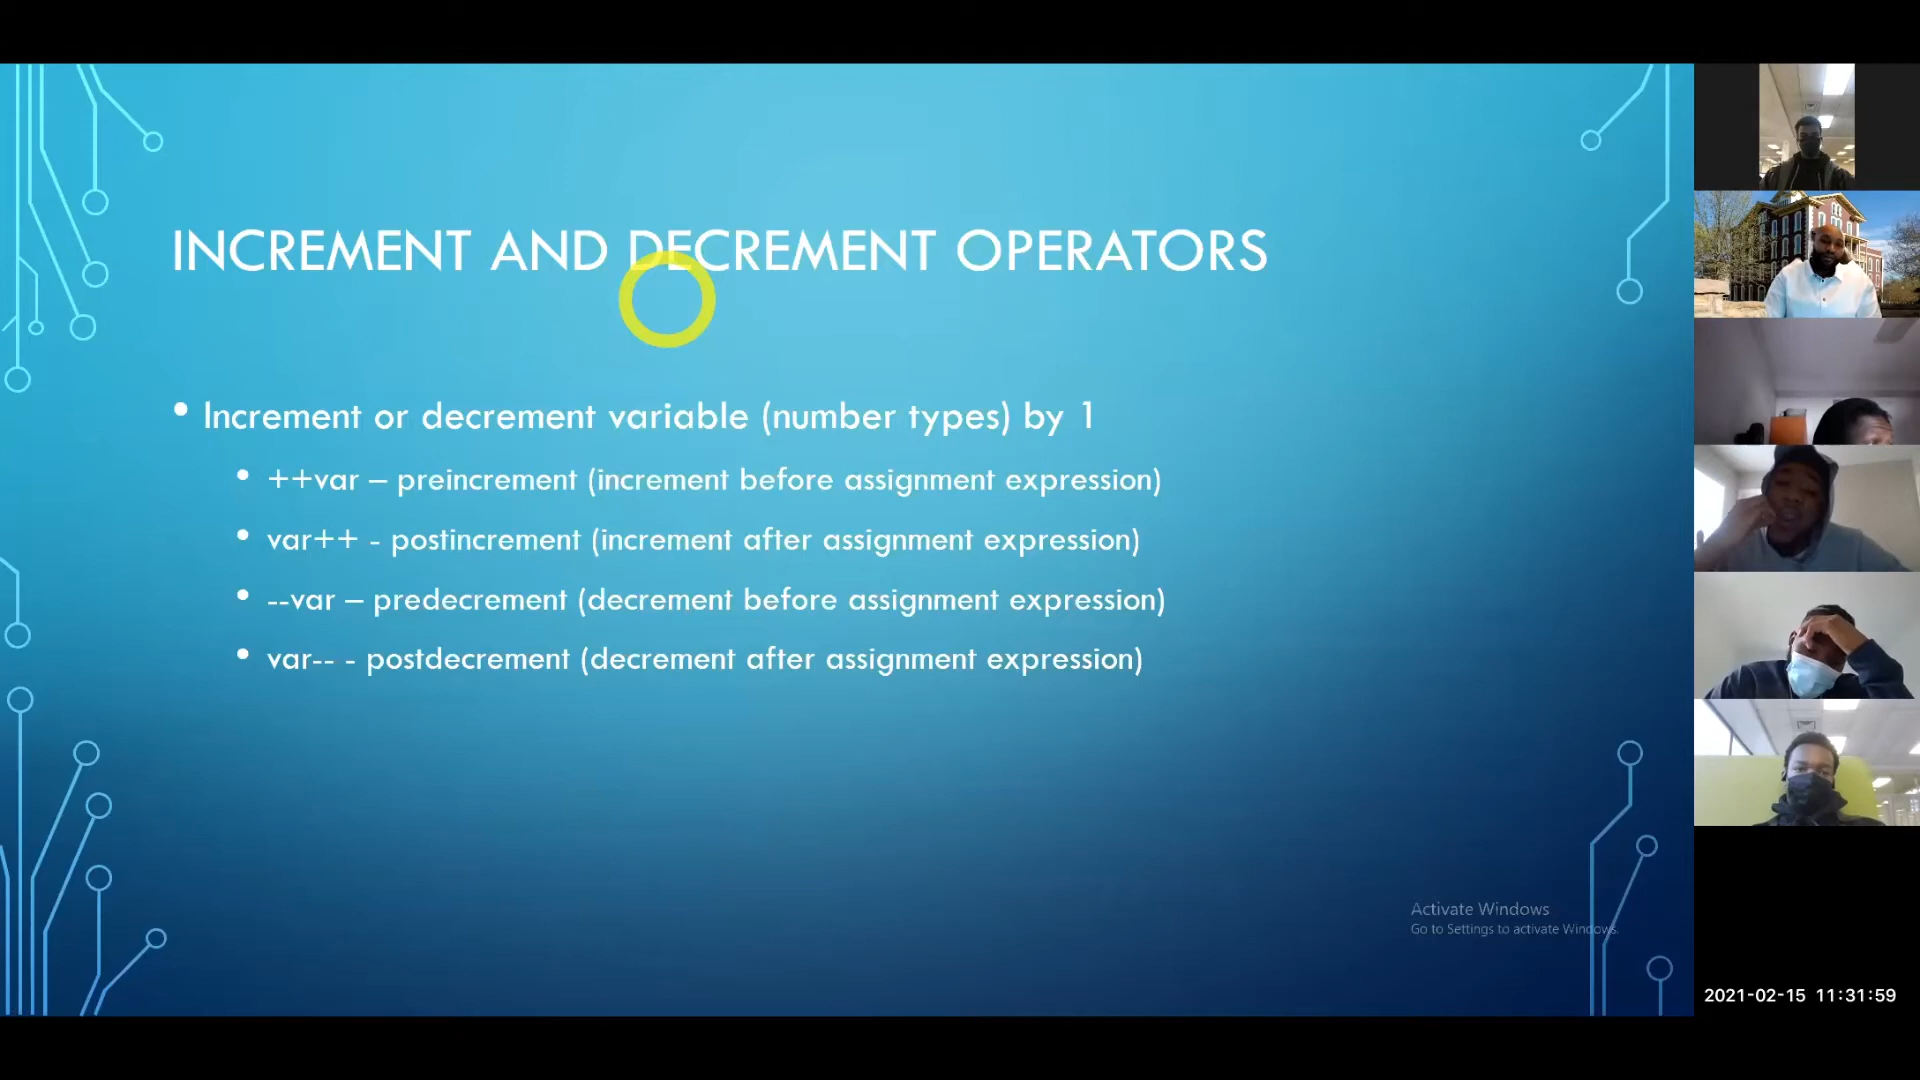 INCREMENT AND DECREMENT OPERATORS
• Increment or decrement variable (number types) by 1
• ++var – preincrement (increment before assignment expression)
• var++ - postincrement (increment after assignment expression)
• --var – predecrement (decrement before assignment expression)
• var-- - postdecrement (decrement after assignment expression)
Activate Windows
Go to Settings to activate Windows.
2021-02-15 11:31:59